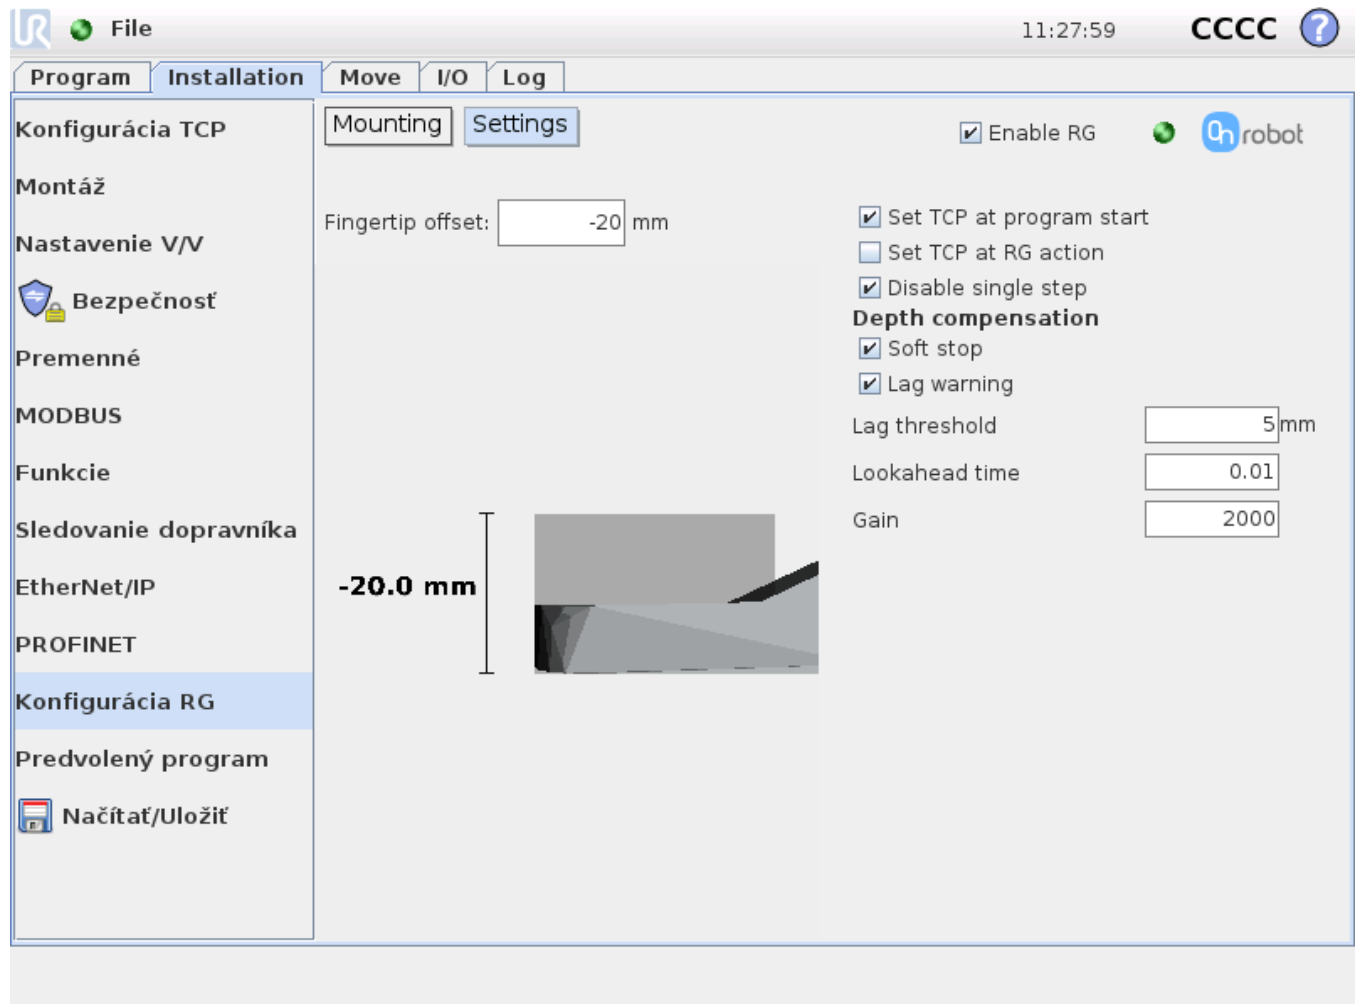 File
11:27:59
CCCC
?
Program
Installation
Move
I/O
Log
Konfigurácia TCP
Montáž
Nastavenie V/V
Bezpečnosť
Premenné
MODBUS
Funkcie
Sledovanie dopravníka
EtherNet/IP
PROFINET
Konfigurácia RG
Predvolený program
Načítať/Uložiť
Mounting
Settings
Enable RG
On robot
Fingertip offset: -20 mm
-20.0 mm
Set TCP at program start
Set TCP at RG action
Disable single step
Depth compensation
Soft stop
Lag warning
Lag threshold 5 mm
Lookahead time 0.01
Gain 2000